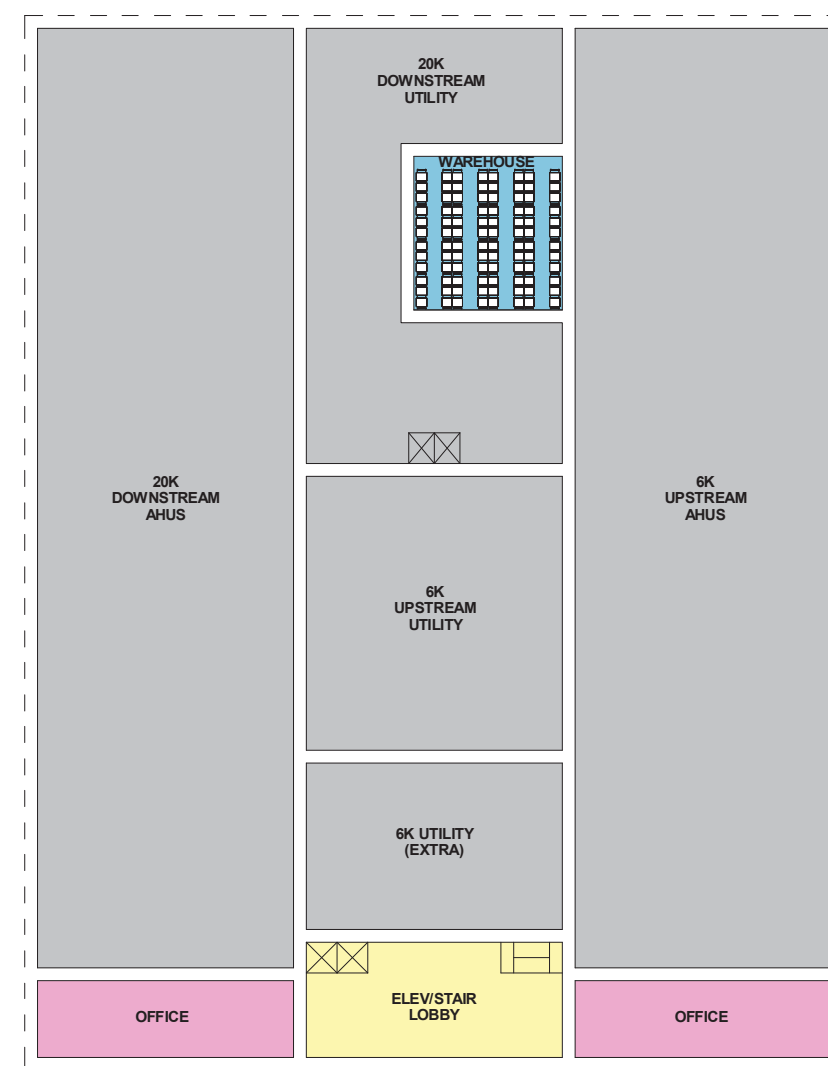 20K
DOWNSTREAM
UTILITY
WAREHOUSE
20K
DOWNSTREAM
AHUS
6K
UPSTREAM
AHUS
6K
UPSTREAM
UTILITY
6K UTILITY
(EXTRA)
ELEV/STAIR
LOBBY
OFFICE
OFFICE